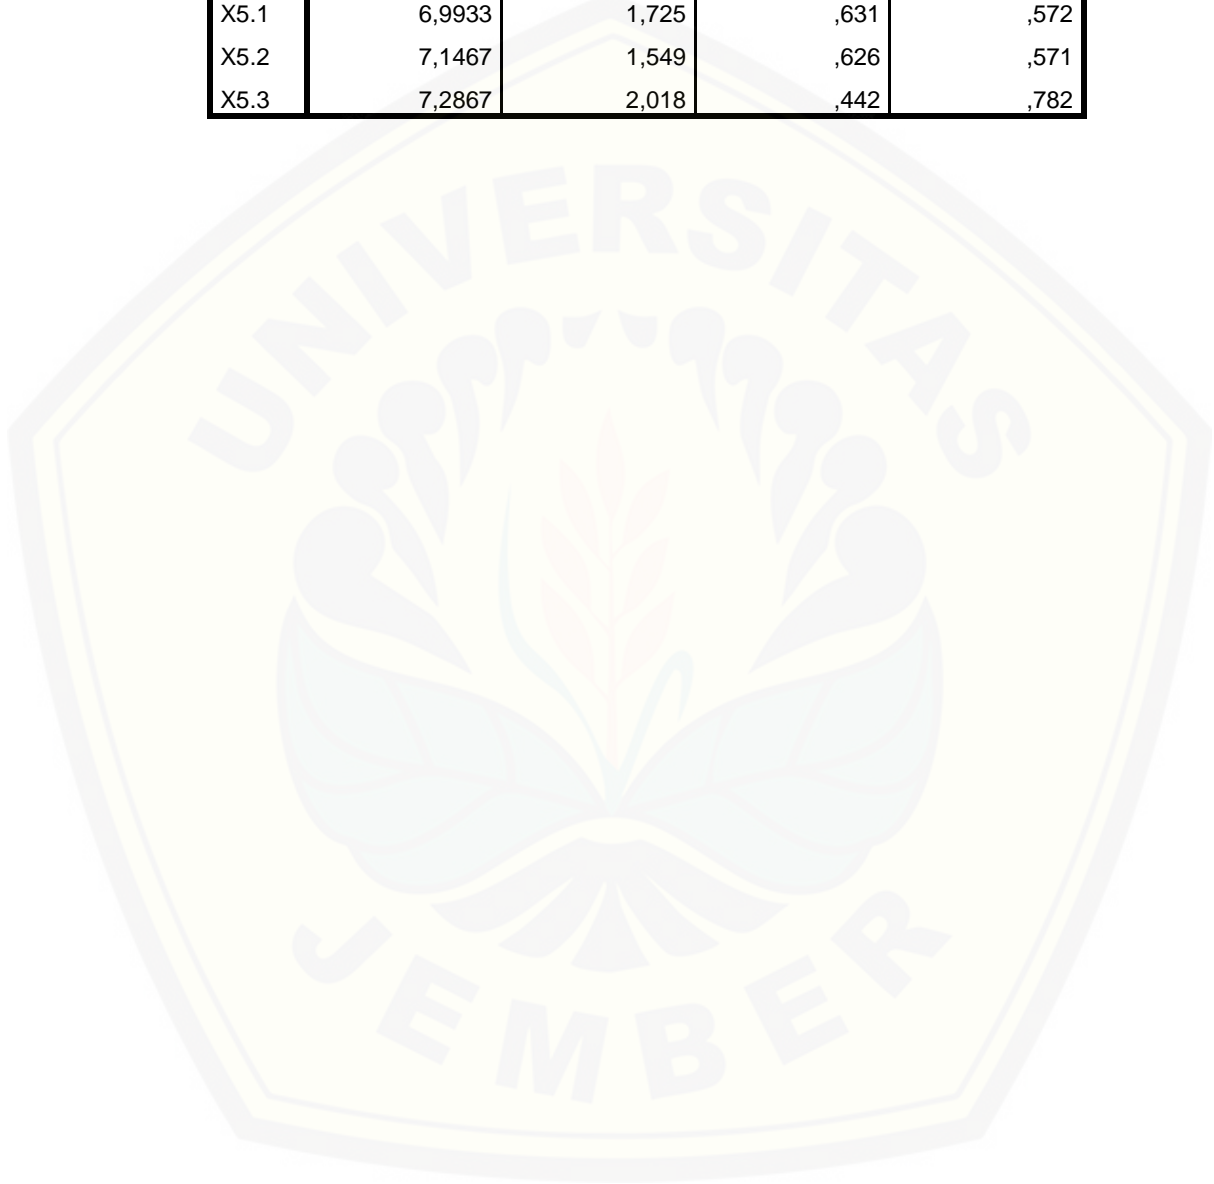 X5.1 6,9933 1,725 ,631 ,572
X5.2 7,1467 1,549 ,626 ,571
X5.3 7,2867 2,018 ,442 ,782
UNIVERSITAS
JEMBER